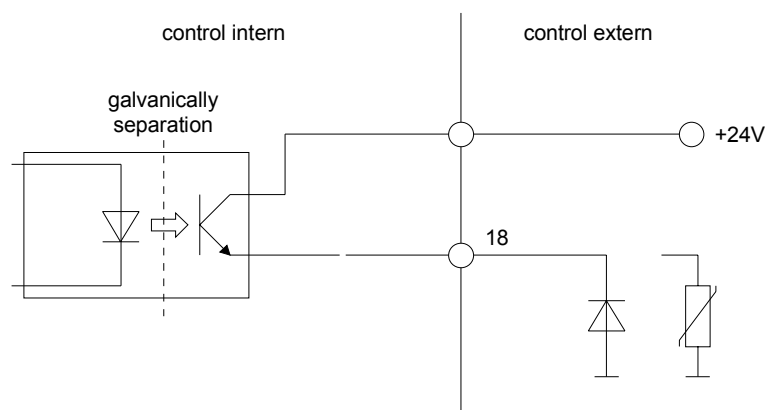 control intern
control extern
galvanically
separation
+24V
18